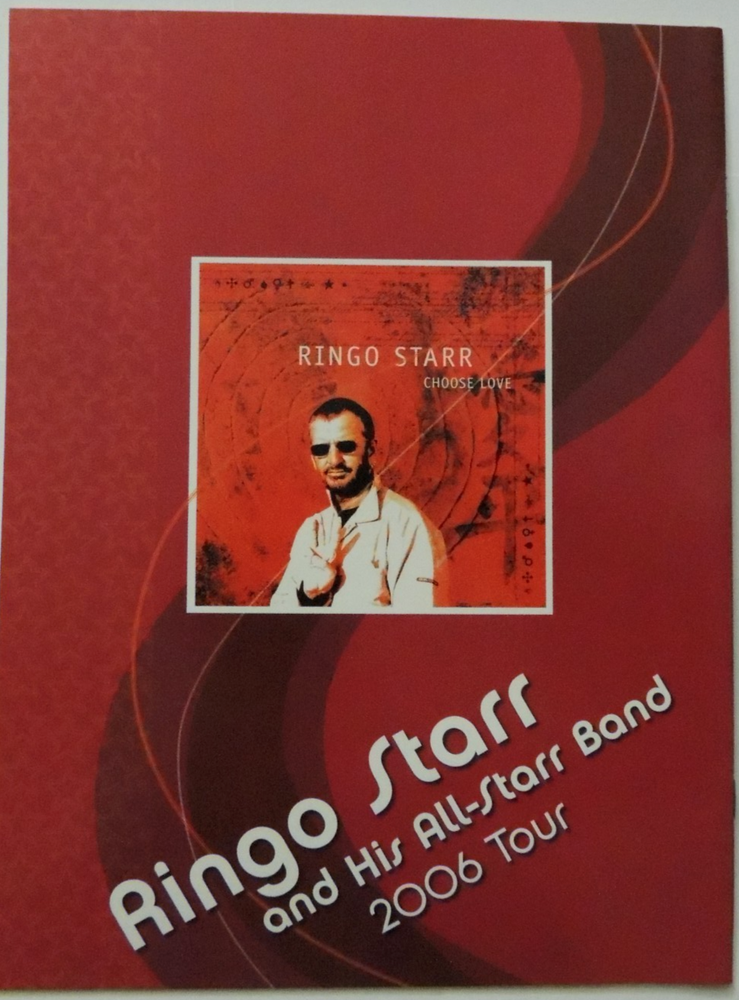 RINGO STARR
CHOOSE LOVE
Ringo Starr
and His All-Starr Band
2006 Tour